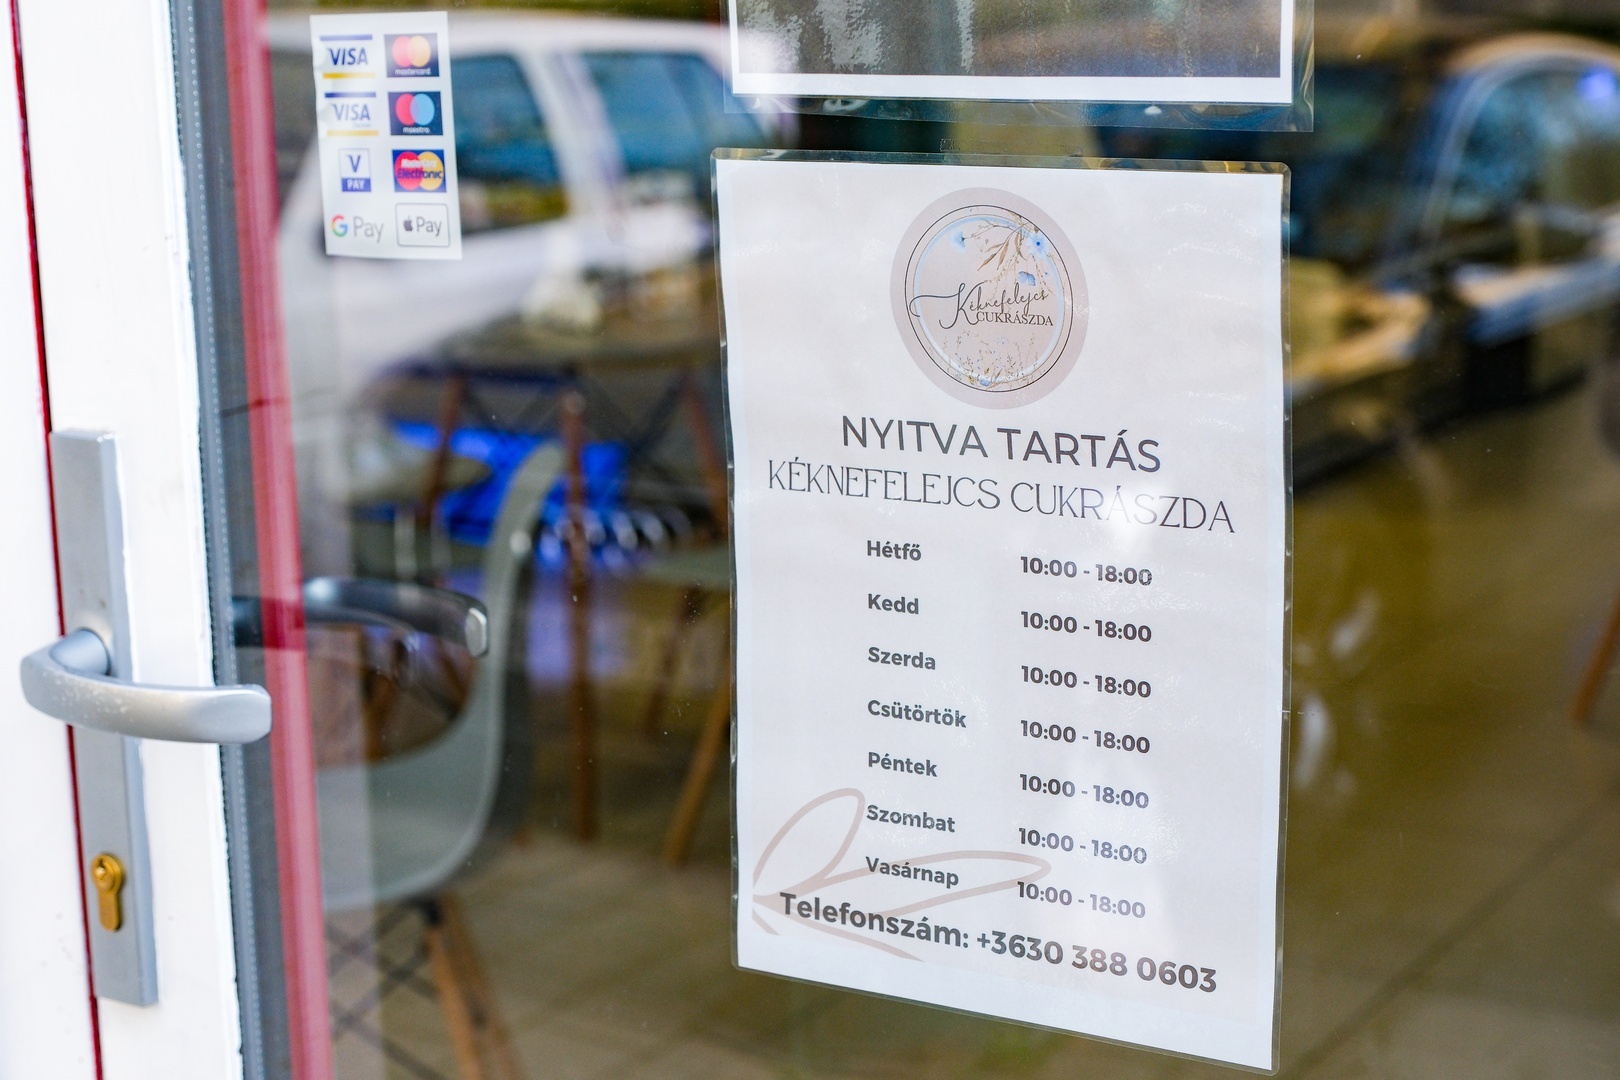 VISA
mastercard
VISA
maestro
V
PAY
Maestro
Electronic
G Pay
Pay
Kéknefelejcs
CUKRÁSZDA
NYITVA TARTÁS
KÉKNEFELEJCS CUKRÁSZDA
Hétfő 10:00 - 18:00
Kedd 10:00 - 18:00
Szerda 10:00 - 18:00
Csütörtök 10:00 - 18:00
Péntek 10:00 - 18:00
Szombat 10:00 - 18:00
Vasárnap 10:00 - 18:00
Telefonszám: +3630 388 0603